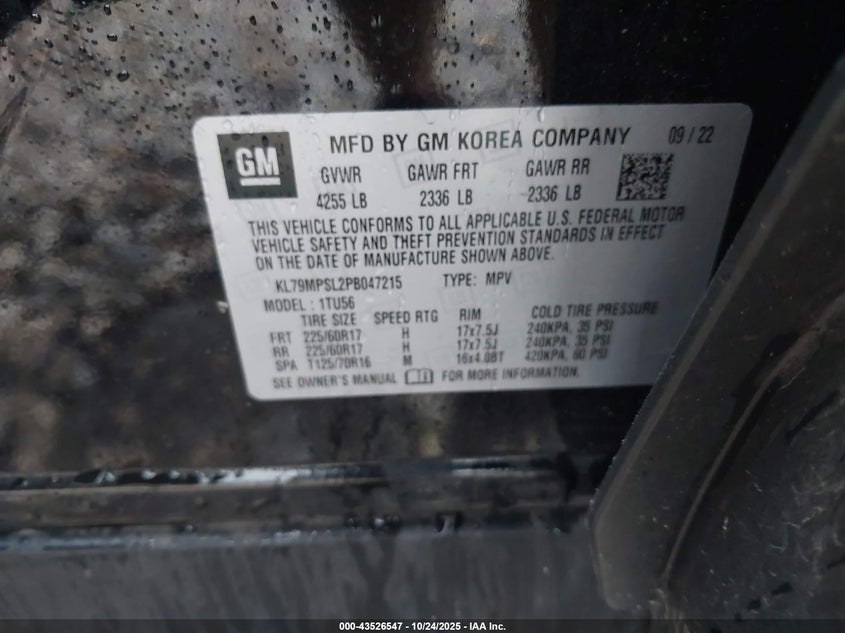 GM
MFD BY GM KOREA COMPANY 09 / 22
GVWR GAWR FRT GAWR RR
4255 LB 2336 LB 2336 LB
THIS VEHICLE CONFORMS TO ALL APPLICABLE U.S. FEDERAL MOTOR
VEHICLE SAFETY AND THEFT PREVENTION STANDARDS IN EFFECT
ON THE DATE OF MANUFACTURE SHOWN ABOVE.
KL79MPSL2PB047215 TYPE: MPV
MODEL: 1TU56
TIRE SIZE SPEED RTG RIM COLD TIRE PRESSURE
FRT 225/60R17 H 17x7.5J 240KPA, 35 PSI
RR 225/60R17 H 17x7.5J 240KPA, 35 PSI
SPA T125/70R16 M 16x4.00T 420KPA, 60 PSI
SEE OWNER'S MANUAL FOR MORE INFORMATION.
000-43526547 - 10/24/2025 - IAA Inc.